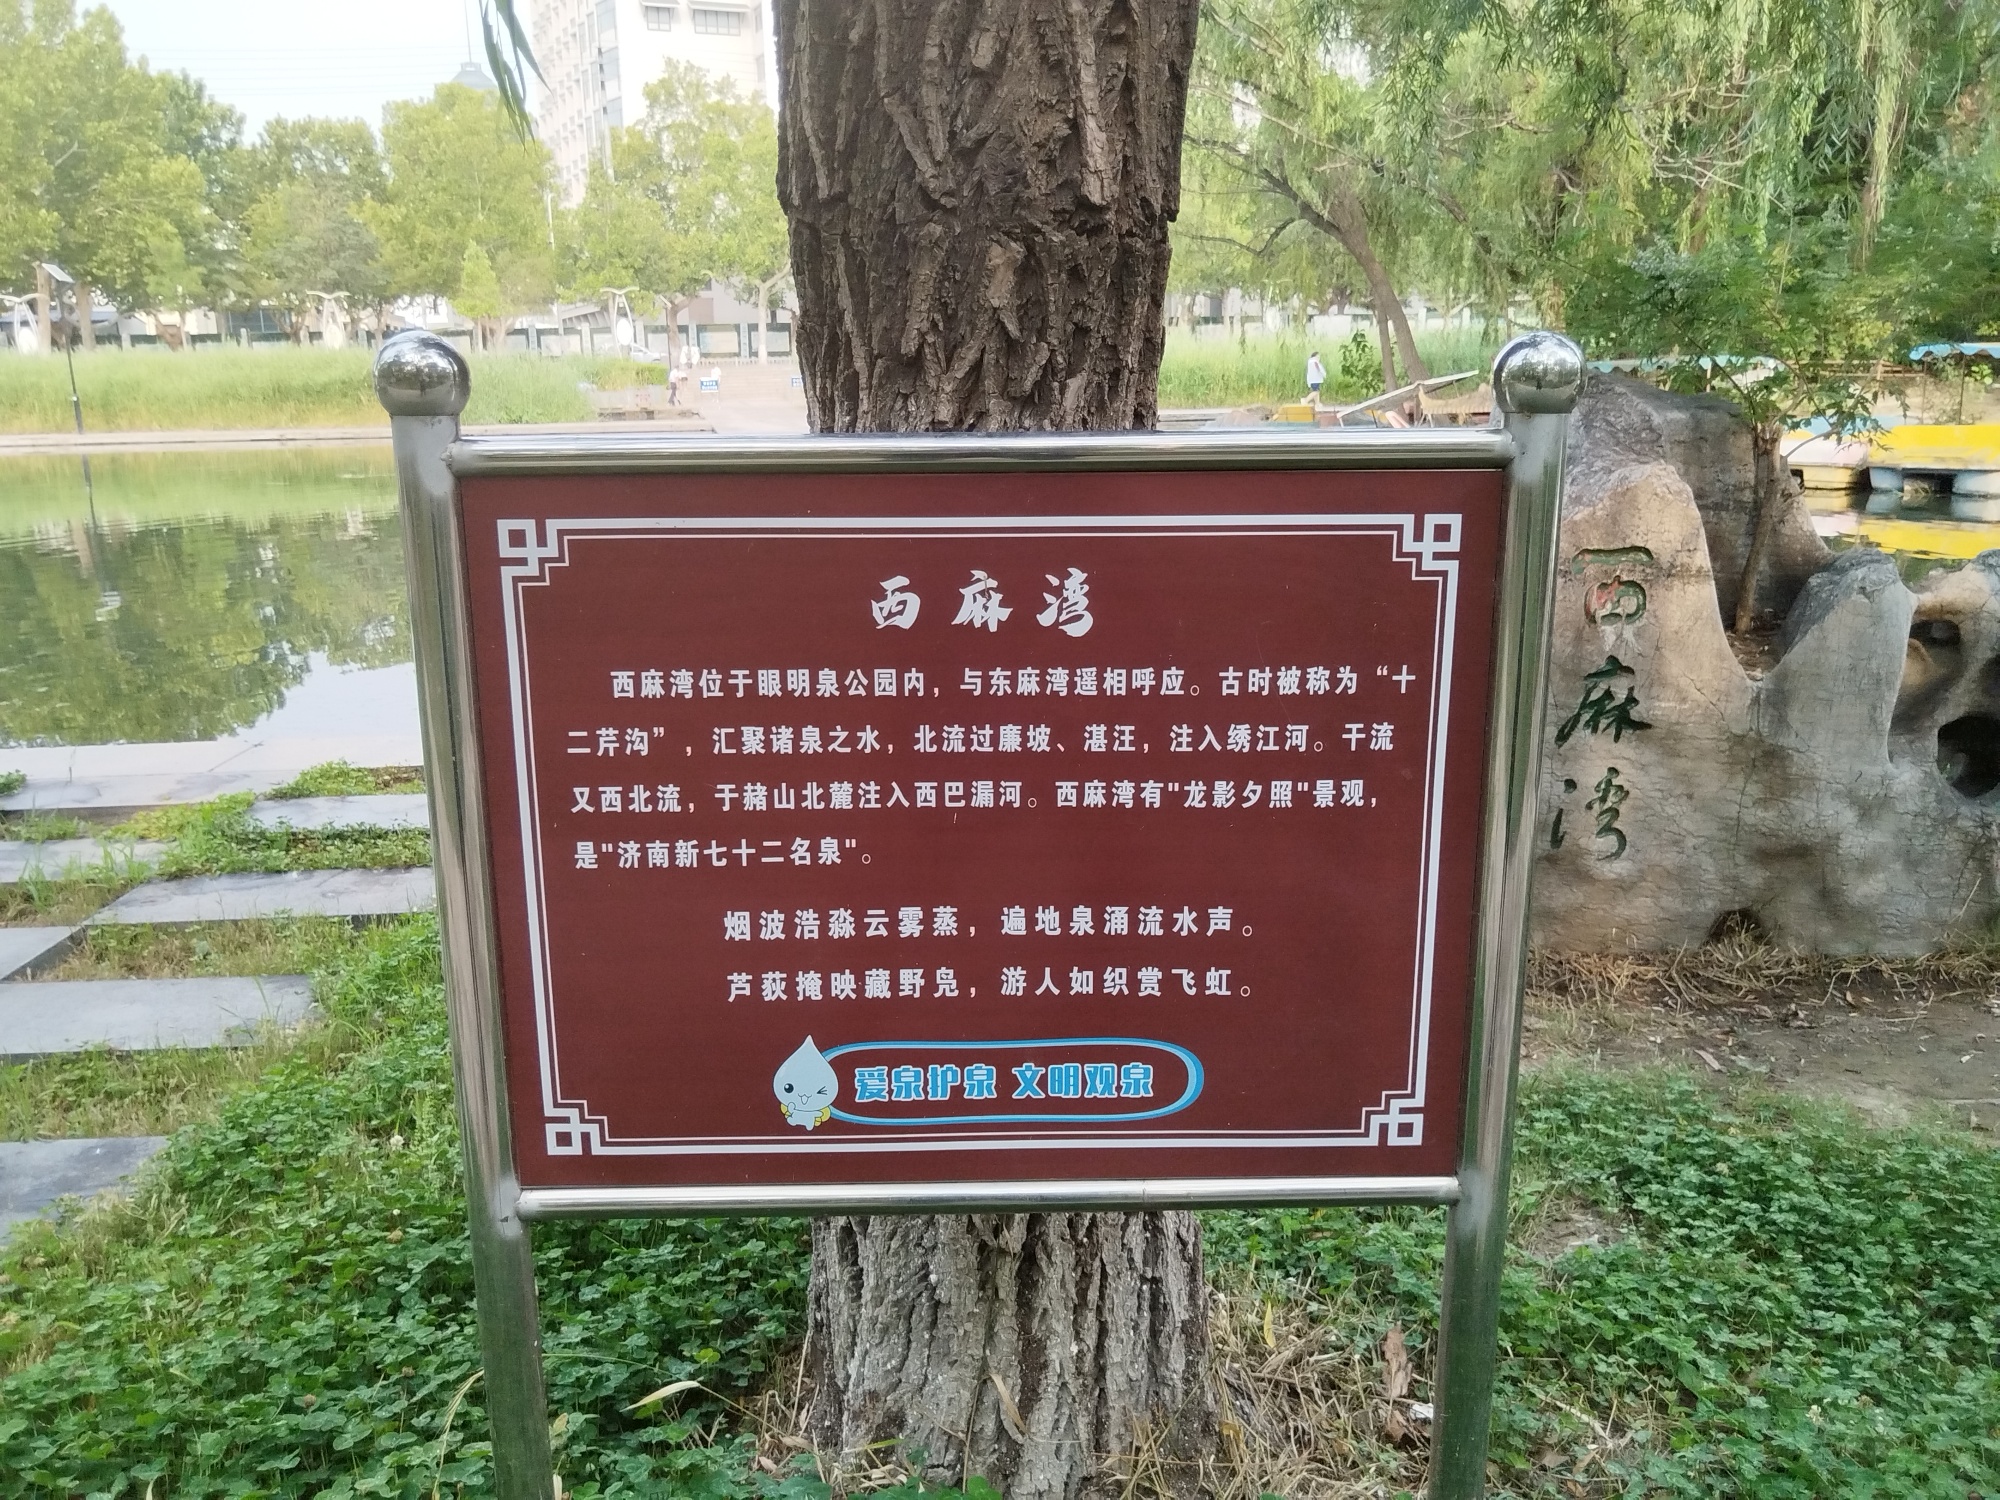 西麻湾
西麻湾位于眼明泉公园内，与东麻湾遥相呼应。古时被称为“十
二芹沟”，汇聚诸泉之水，北流过廉坡、湛汪，注入绣江河。干流
又西北流，于赭山北麓注入西巴漏河。西麻湾有"龙影夕照"景观，
是"济南新七十二名泉"。
烟波浩淼云雾蒸，遍地泉涌流水声。
芦荻掩映藏野凫，游人如织赏飞虹。
爱泉护泉 文明观泉
西麻湾